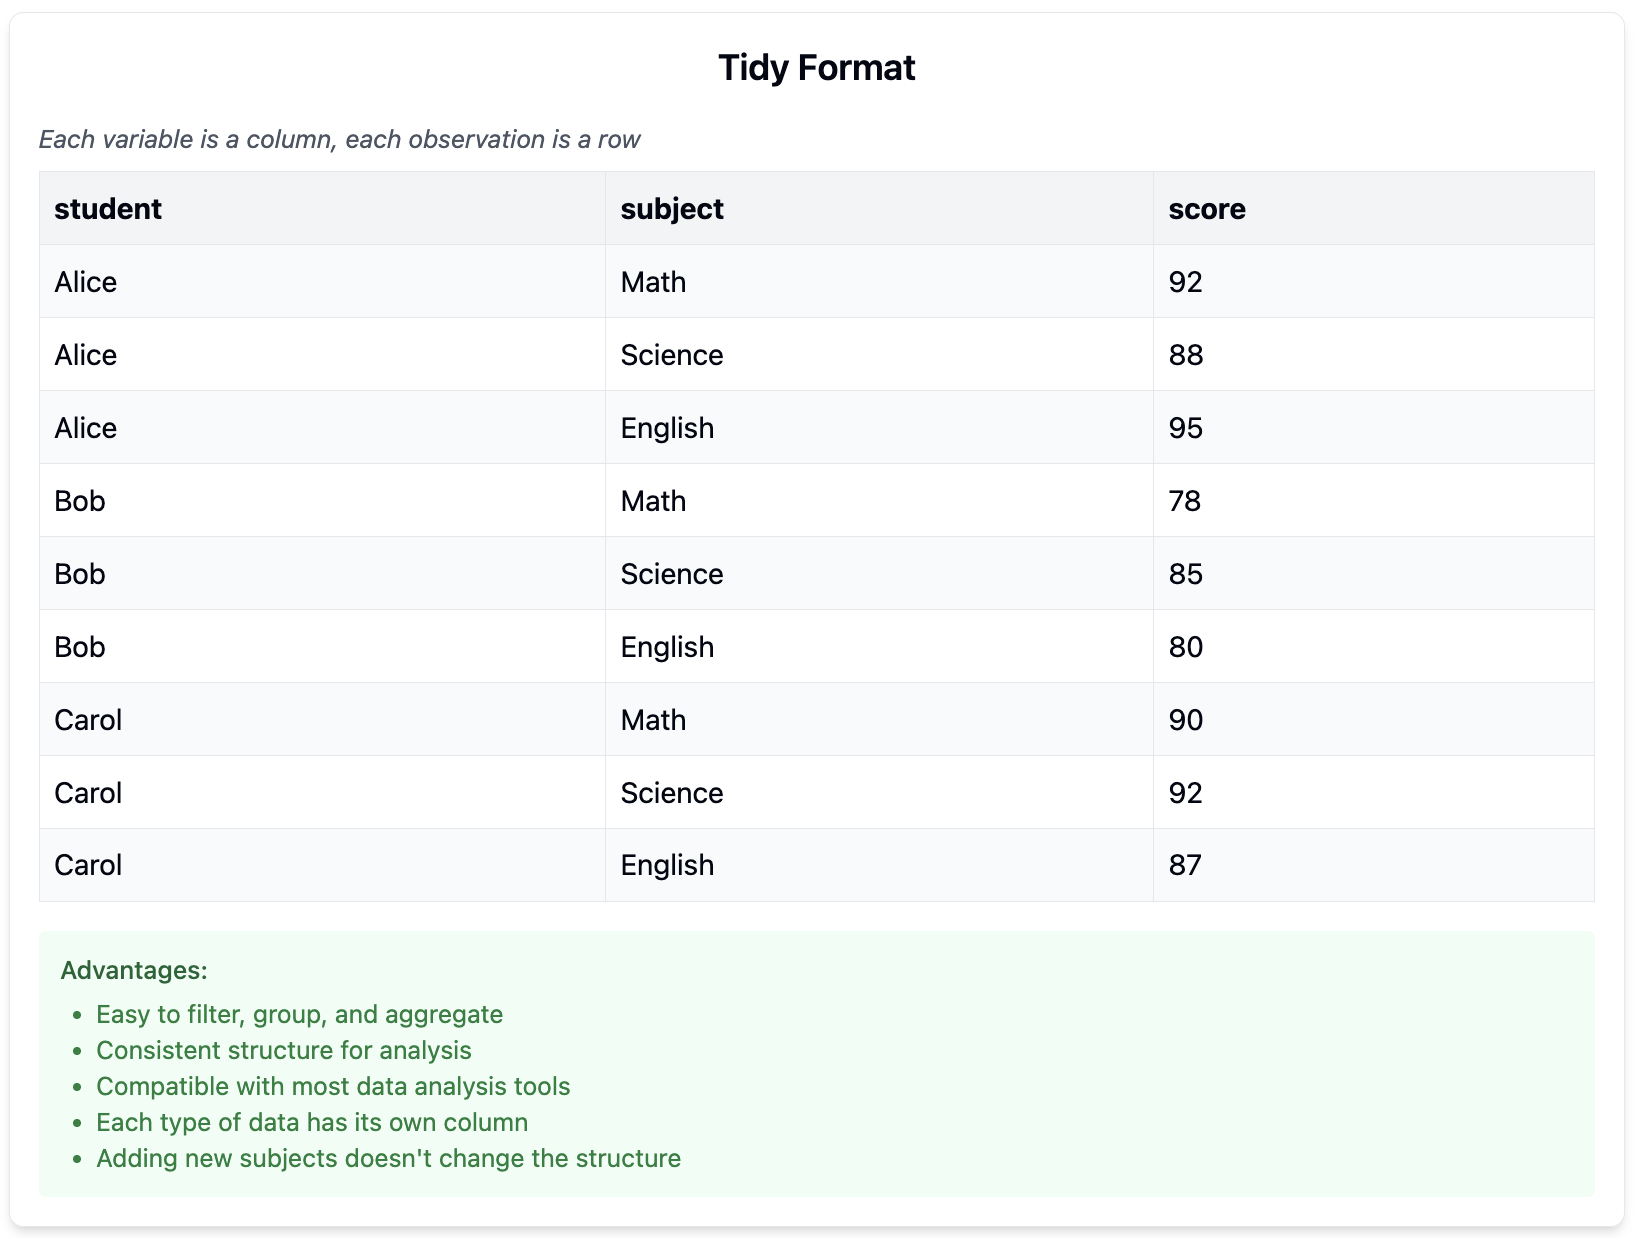 Tidy Format
Each variable is a column, each observation is a row
student subject score
Alice Math 92
Alice Science 88
Alice English 95
Bob Math 78
Bob Science 85
Bob English 80
Carol Math 90
Carol Science 92
Carol English 87
Advantages:
• Easy to filter, group, and aggregate
• Consistent structure for analysis
• Compatible with most data analysis tools
• Each type of data has its own column
• Adding new subjects doesn't change the structure